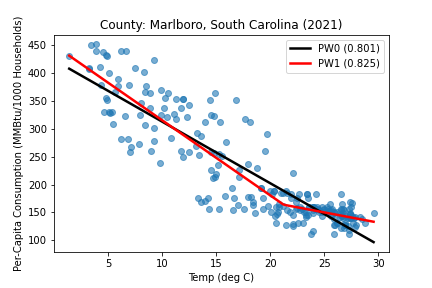 County: Marlboro, South Carolina (2021)
PW0 (0.801)
PW1 (0.825)
Per-Capita Consumption (MMBtu/1000 Households)
450
400
350
300
250
200
150
100
5 10 15 20 25 30
Temp (deg C)